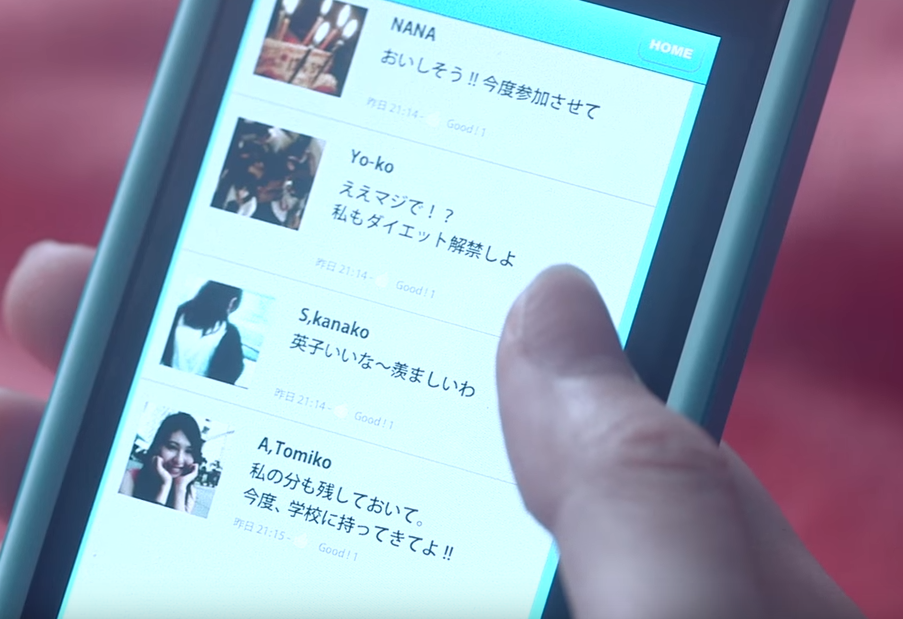 HOME
NANA
おいしそう!!今度参加させて
昨日 21:14- Good!1
Yo-ko
ええマジで!?
私もダイエット解禁しよ
昨日 21:14- Good!1
S,kanako
英子いいな～羨ましいわ
昨日 21:14- Good!1
A,Tomiko
私の分も残しておいて。
今度、学校に持ってきてよ!!
昨日 21:15- Good!1